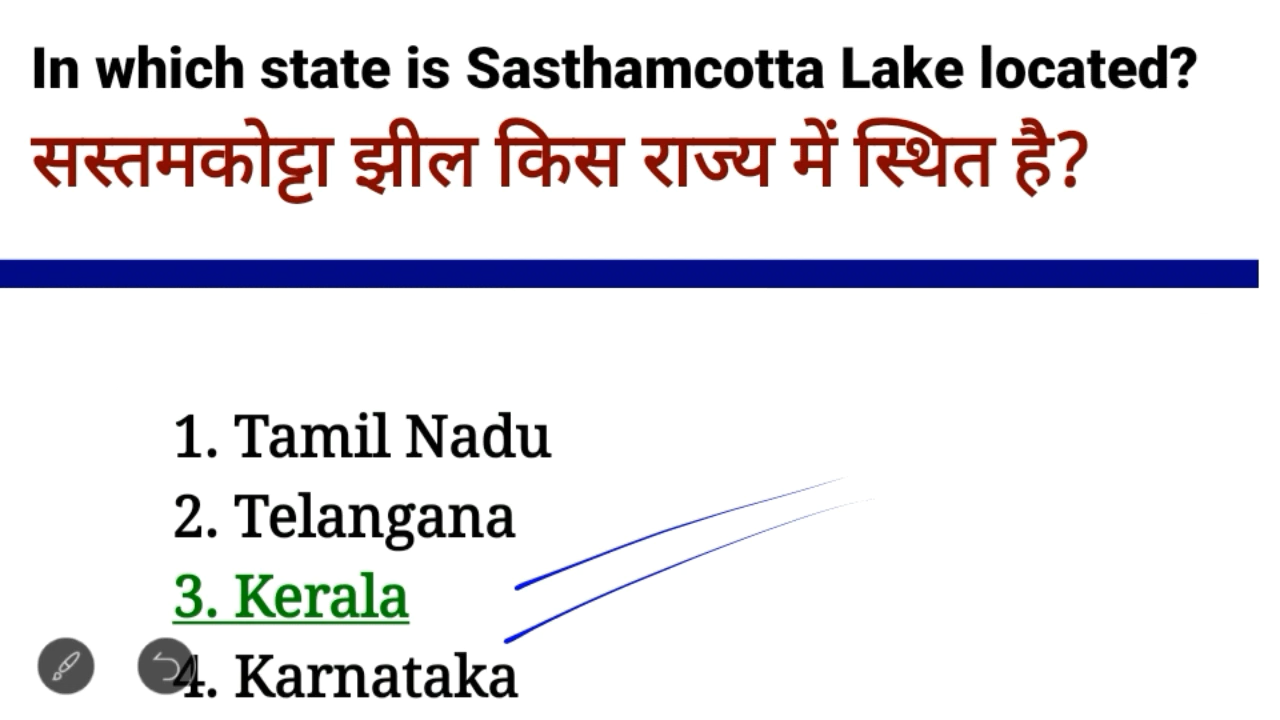 In which state is Sasthamcotta Lake located?
सस्तमकोट्टा झील किस राज्य में स्थित है?
1. Tamil Nadu
2. Telangana
3. Kerala
4. Karnataka